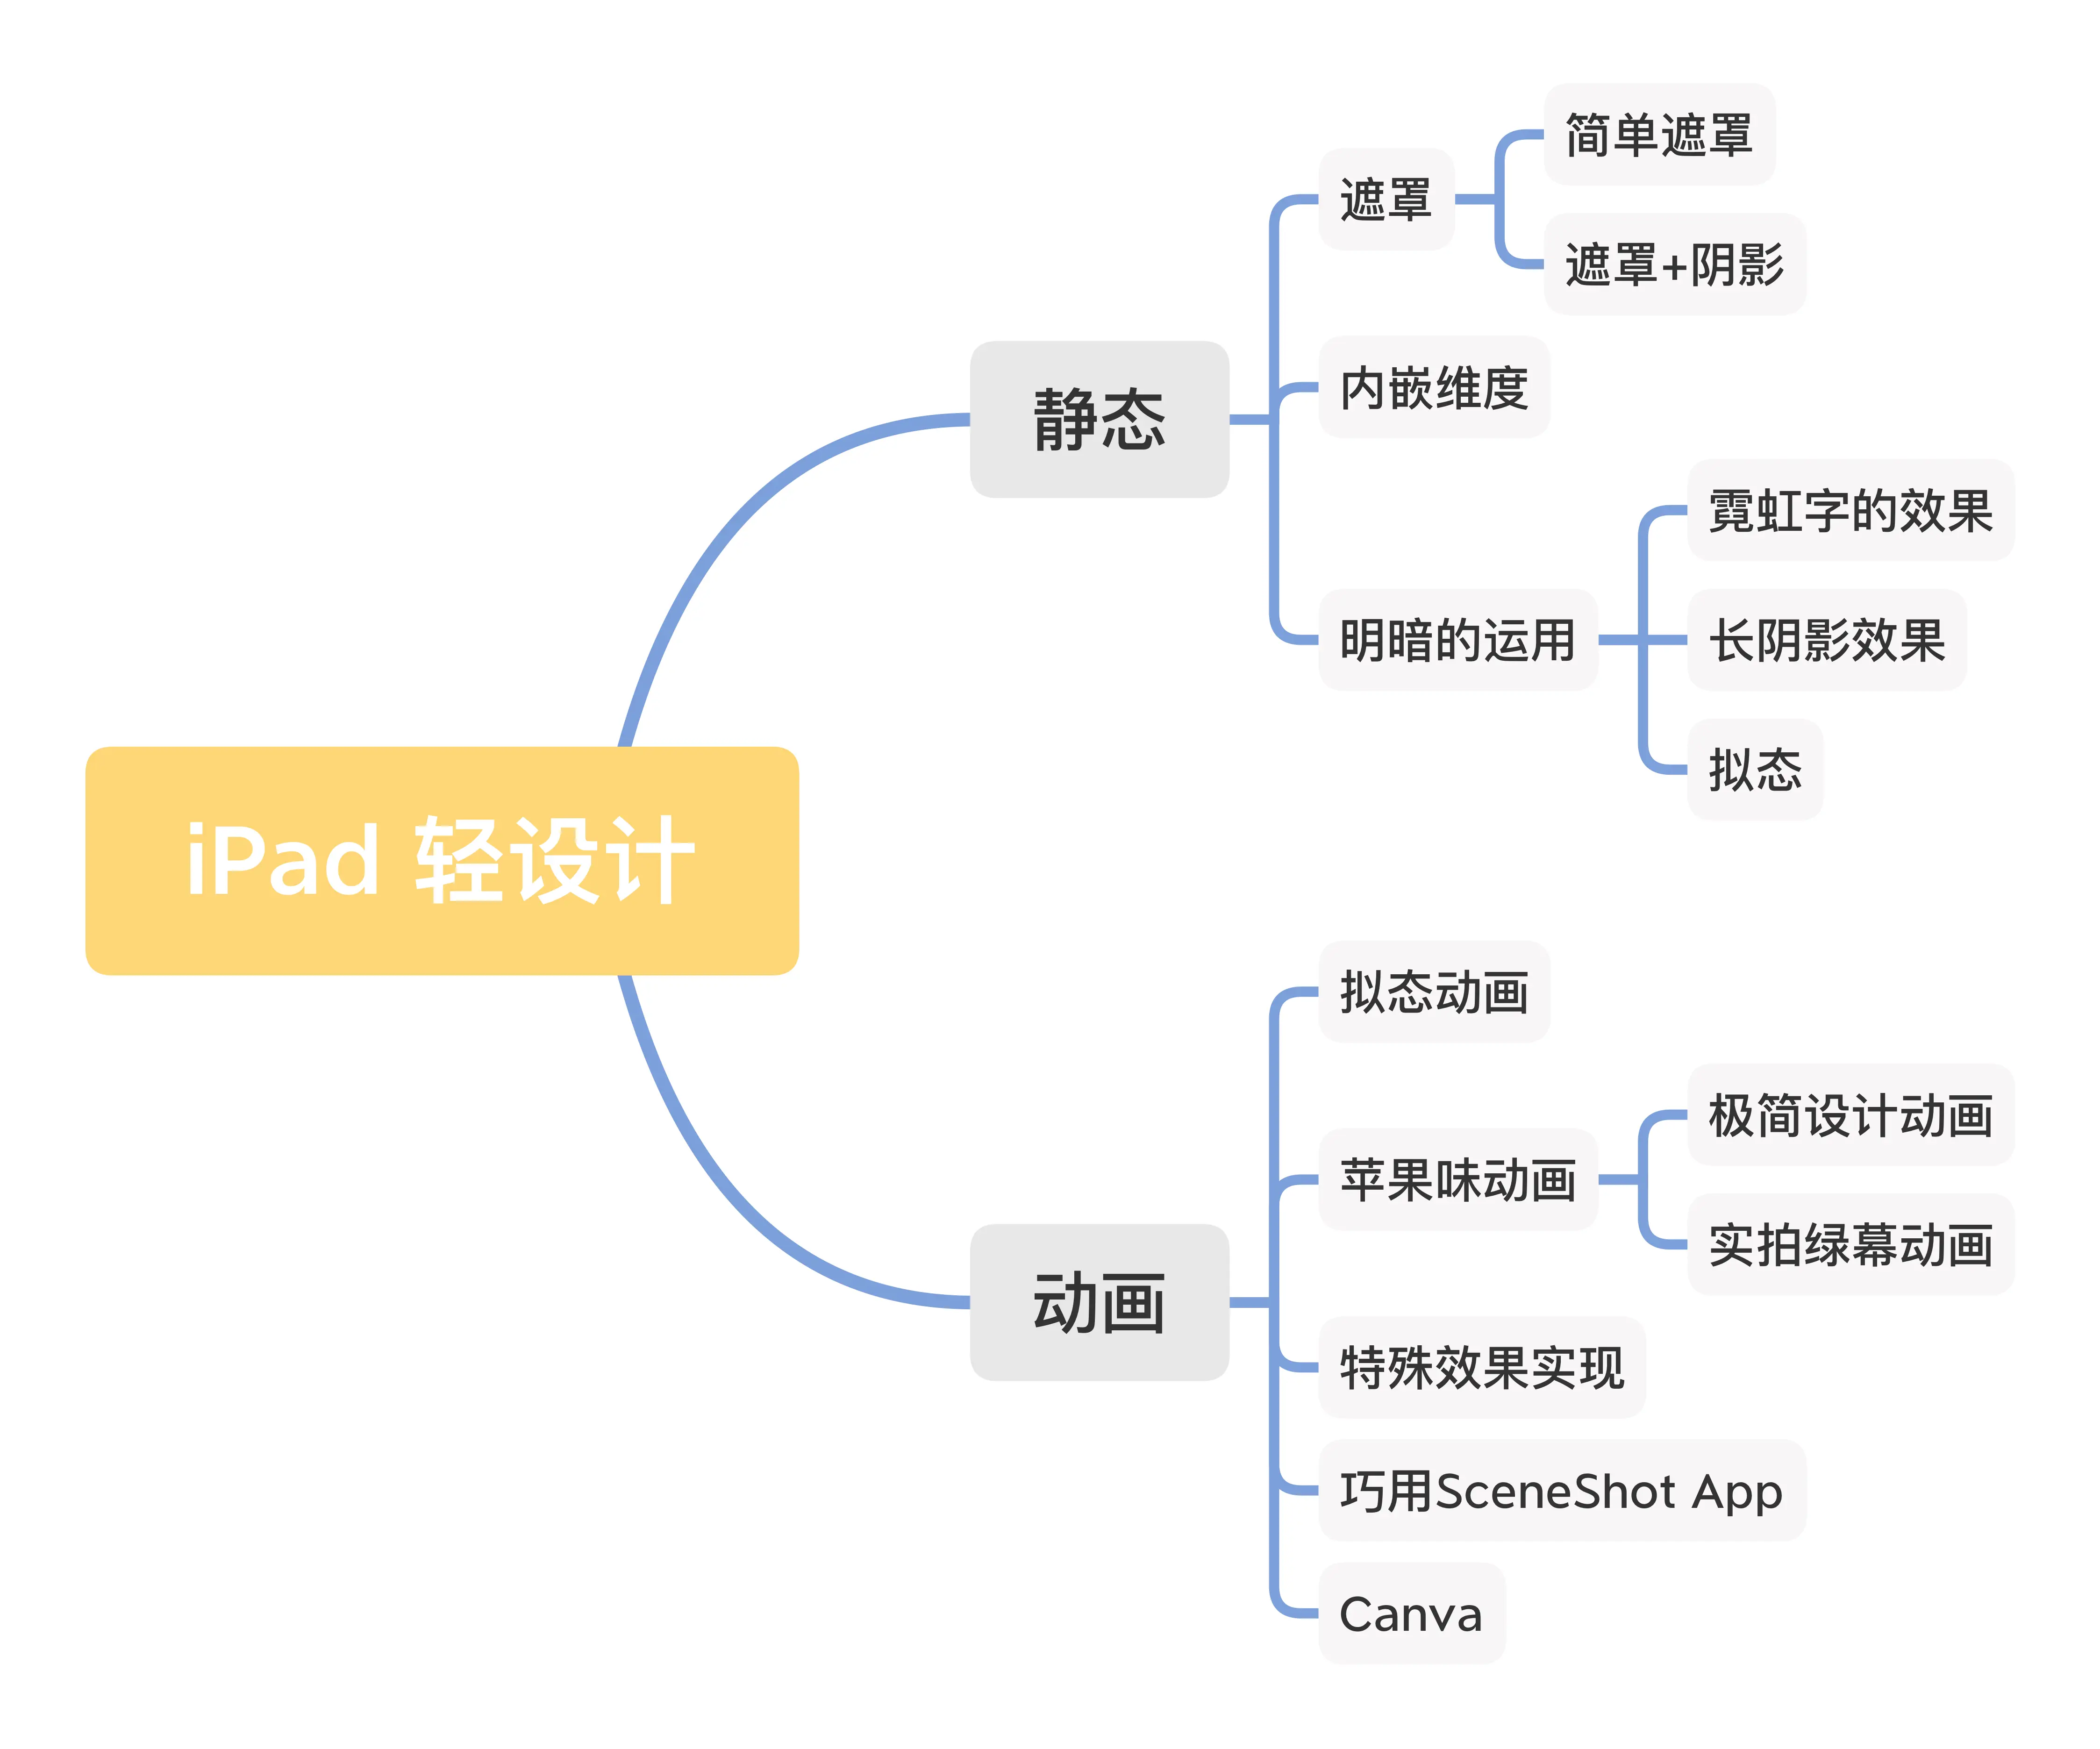 iPad 轻设计
静态
遮罩
简单遮罩
遮罩+阴影
内嵌维度
明暗的运用
霓虹字的效果
长阴影效果
拟态
动画
拟态动画
苹果味动画
极简设计动画
实拍绿幕动画
特殊效果实现
巧用SceneShot App
Canva